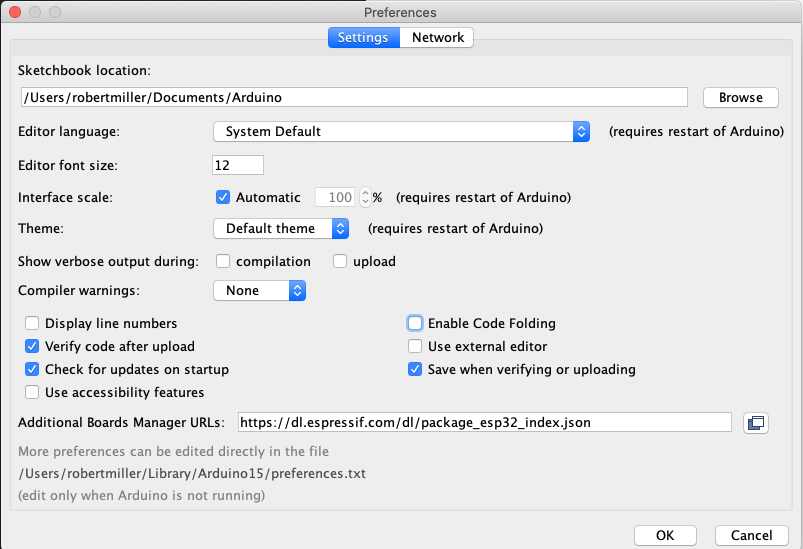 Preferences
Settings Network
Sketchbook location:
/Users/robertmiller/Documents/Arduino Browse
Editor language: System Default (requires restart of Arduino)
Editor font size: 12
Interface scale: Automatic 100 % (requires restart of Arduino)
Theme: Default theme (requires restart of Arduino)
Show verbose output during: compilation upload
Compiler warnings: None
Display line numbers Enable Code Folding
Verify code after upload Use external editor
Check for updates on startup Save when verifying or uploading
Use accessibility features
Additional Boards Manager URLs: https://dl.espressif.com/dl/package_esp32_index.json
More preferences can be edited directly in the file
/Users/robertmiller/Library/Arduino15/preferences.txt
(edit only when Arduino is not running)
OK Cancel